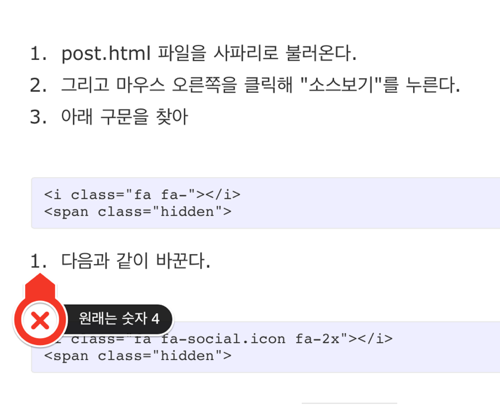 1. post.html 파일을 사파리로 불러온다.
2. 그리고 마우스 오른쪽을 클릭해 "소스보기"를 누른다.
3. 아래 구문을 찾아
<i class="fa fa-"></i>
<span class="hidden">
1. 다음과 같이 바꾼다.
원래는 숫자 4
class="fa fa-social.icon fa-2x"></i>
<span class="hidden">